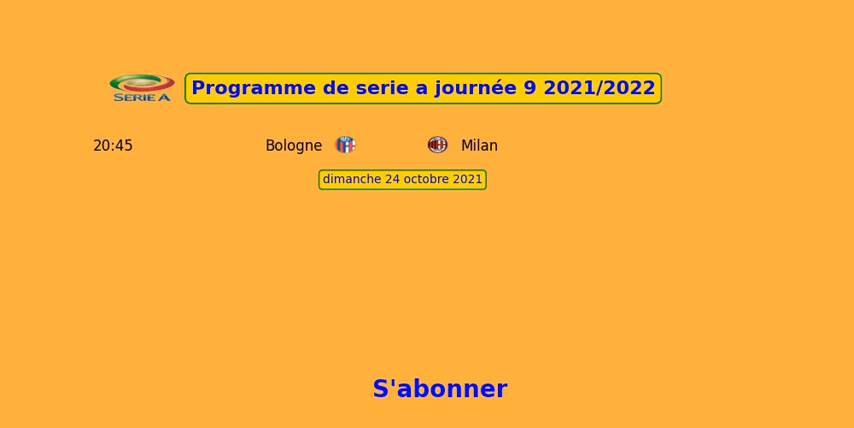 SERIE A
Programme de serie a journée 9 2021/2022
20:45 Bologne Milan
dimanche 24 octobre 2021
S'abonner